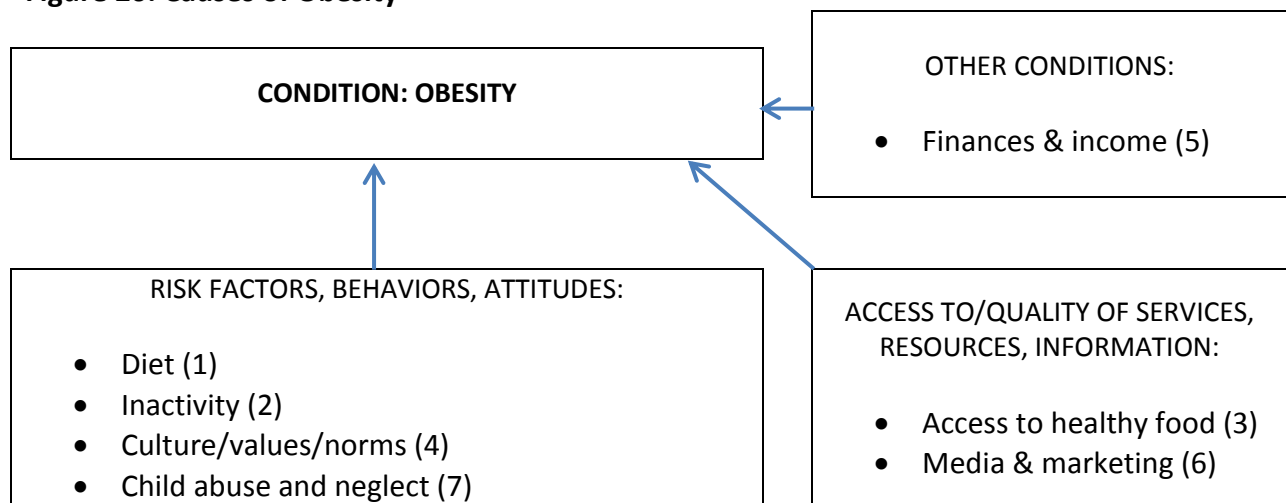 Figure 10: Causes of Obesity
CONDITION: OBESITY
OTHER CONDITIONS:
• Finances & income (5)
RISK FACTORS, BEHAVIORS, ATTITUDES:
• Diet (1)
• Inactivity (2)
• Culture/values/norms (4)
• Child abuse and neglect (7)
ACCESS TO/QUALITY OF SERVICES,
RESOURCES, INFORMATION:
• Access to healthy food (3)
• Media & marketing (6)